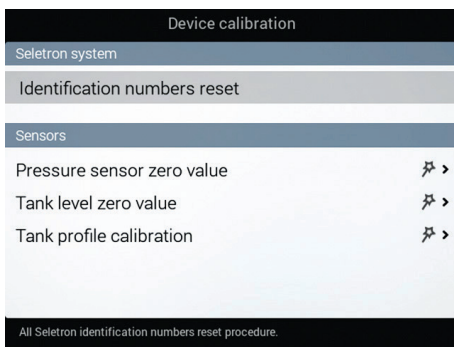 Device calibration
Seletron system
Identification numbers reset
Sensors
Pressure sensor zero value
Tank level zero value
Tank profile calibration
All Seletron identification numbers reset procedure.